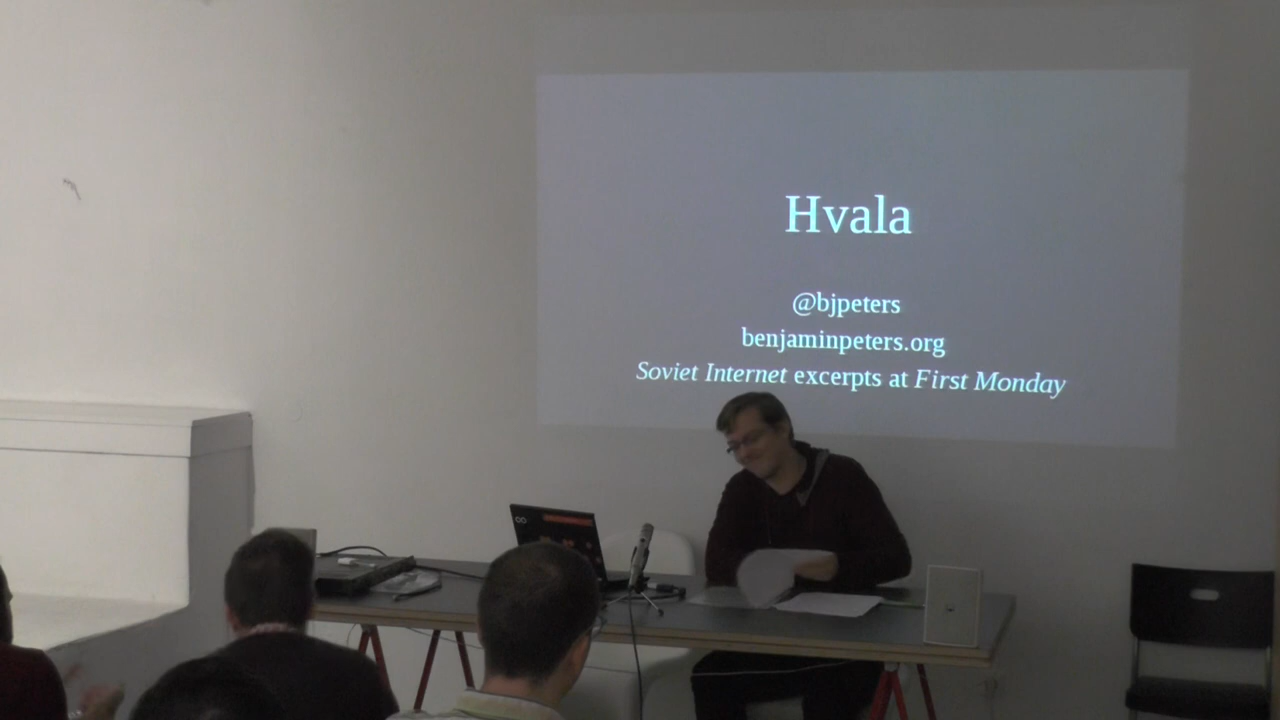 Hvala
@bjpeters
benjaminpeters.org
Soviet Internet excerpts at First Monday